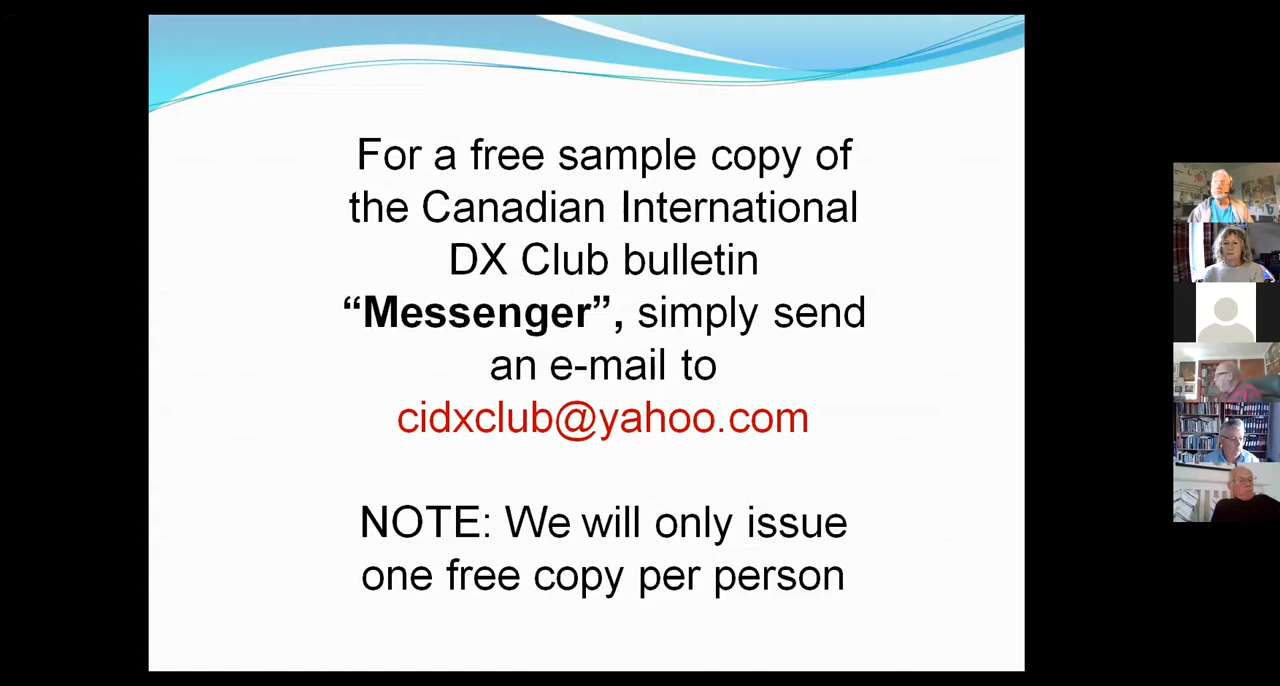 For a free sample copy of
the Canadian International
DX Club bulletin
“Messenger”, simply send
an e-mail to
cidxclub@yahoo.com
NOTE: We will only issue
one free copy per person